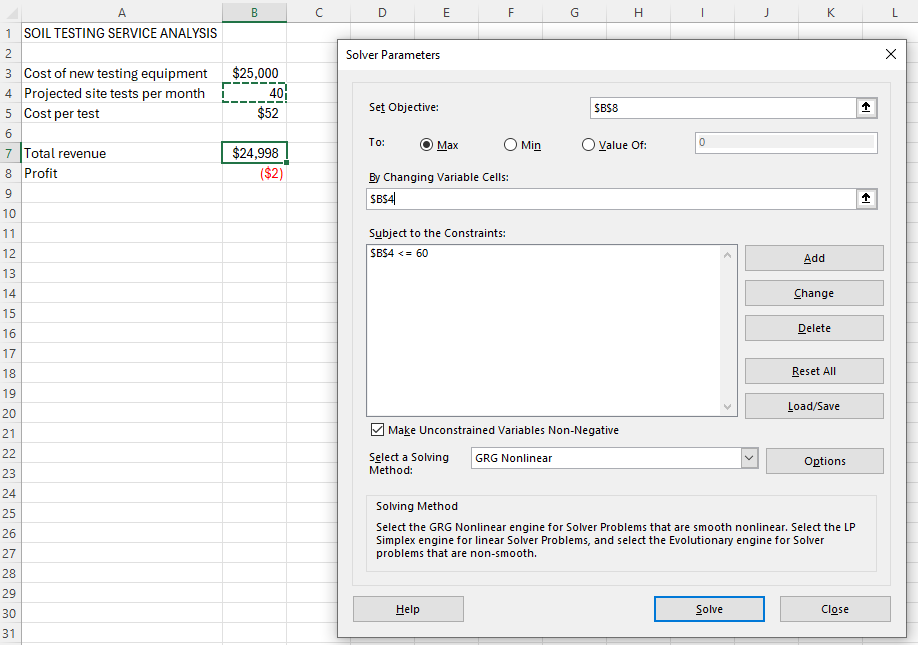 A B C D E F G H I J K L
1 SOIL TESTING SERVICE ANALYSIS
2
Solver Parameters
3 Cost of new testing equipment $25,000
4 Projected site tests per month 40
5 Cost per test $52
6
7 Total revenue $24,998
8 Profit ($2)
9
10
11
12
13
14
15
16
17
18
19
20
21
22
23
24
25
26
27
28
29
30
31
Set Objective: $B$8
To: Max Min Value Of: 0
By Changing Variable Cells:
$B$4
Subject to the Constraints:
$B$4 <= 60
Add
Change
Delete
Reset All
Load/Save
Make Unconstrained Variables Non-Negative
Select a Solving
Method:
GRG Nonlinear
Options
Solving Method
Select the GRG Nonlinear engine for Solver Problems that are smooth nonlinear. Select the LP
Simplex engine for linear Solver Problems, and select the Evolutionary engine for Solver
problems that are non-smooth.
Help Solve Close